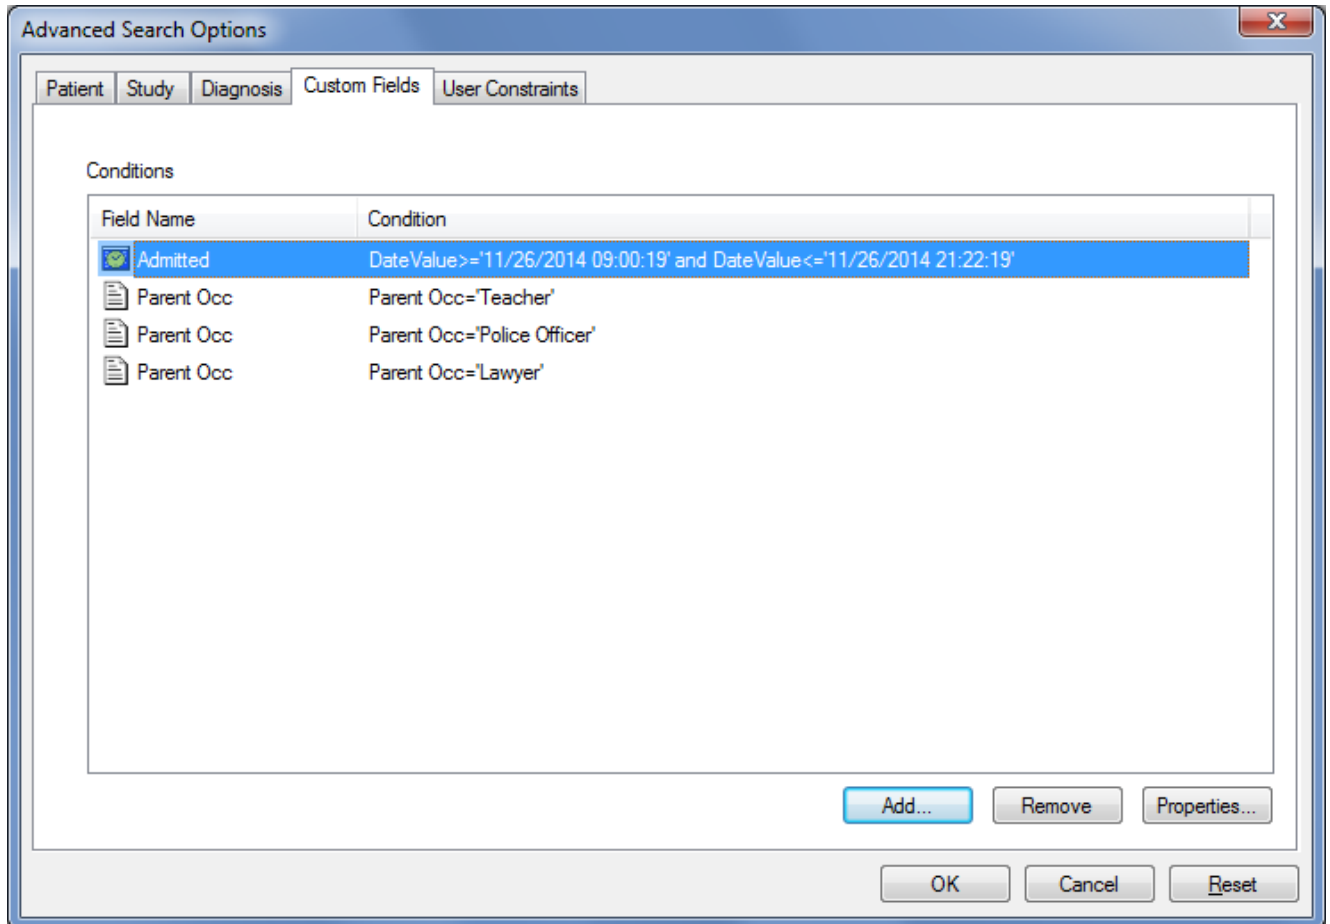 Advanced Search Options
Patient Study Diagnosis Custom Fields User Constraints
Conditions
Field Name Condition
Admitted DateValue>='11/26/2014 09:00:19' and DateValue<='11/26/2014 21:22:19'
Parent Occ Parent Occ='Teacher'
Parent Occ Parent Occ='Police Officer'
Parent Occ Parent Occ='Lawyer'
Add... Remove Properties...
OK Cancel Reset